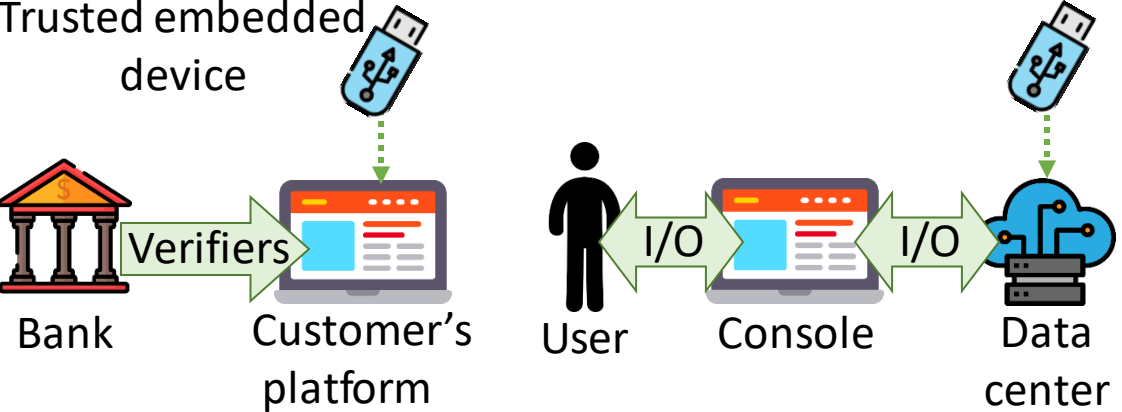 Trusted embedded
device
$
Verifiers
I/O
I/O
Bank
Customer’s
platform
User
Console
Data
center